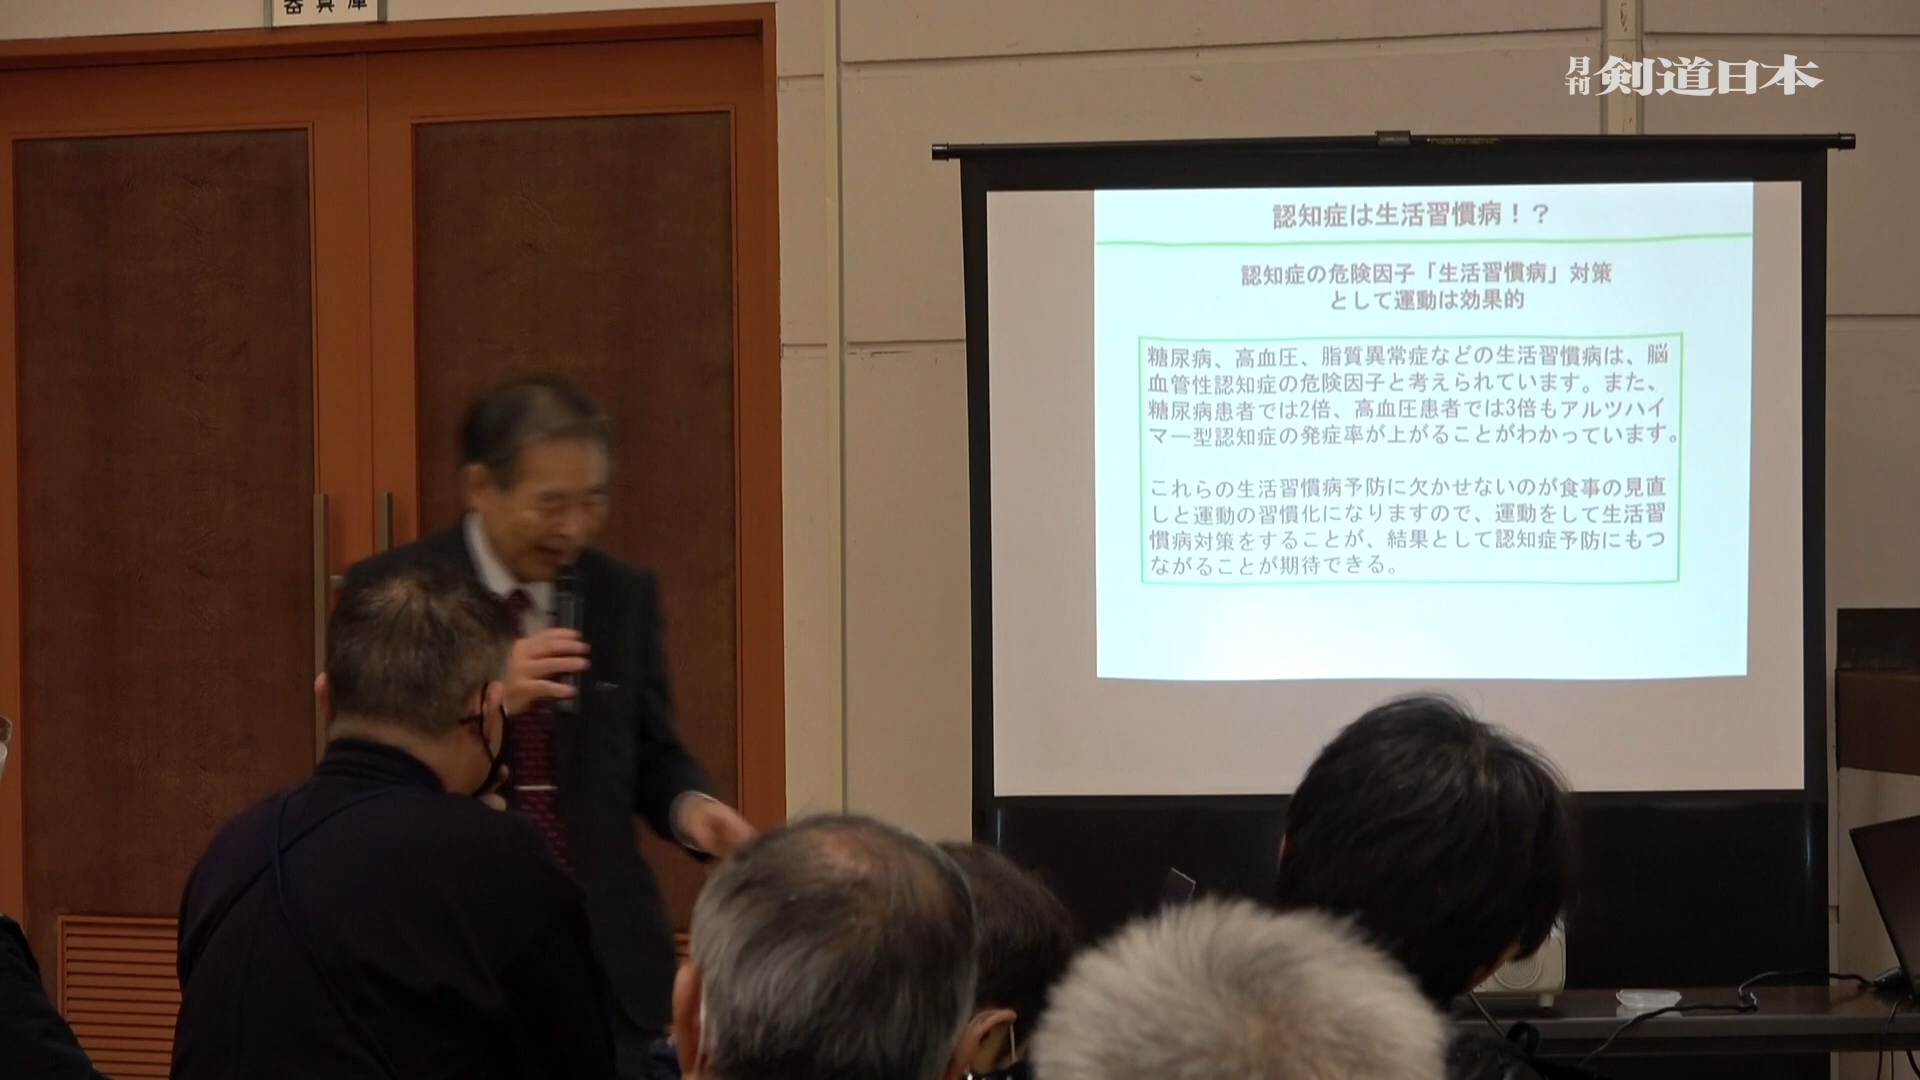 器具庫
月刊 剣道日本
認知症は生活習慣病！？
認知症の危険因子「生活習慣病」対策
として運動は効果的
糖尿病、高血圧、脂質異常症などの生活習慣病は、脳
血管性認知症の危険因子と考えられています。また、
糖尿病患者では2倍、高血圧患者では3倍もアルツハイ
マー型認知症の発症率が上がることがわかっています。
これらの生活習慣病予防に欠かせないのが食事の見直
しと運動の習慣化になりますので、運動をして生活習
慣病対策をすることが、結果として認知症予防にもつ
ながることが期待できる。